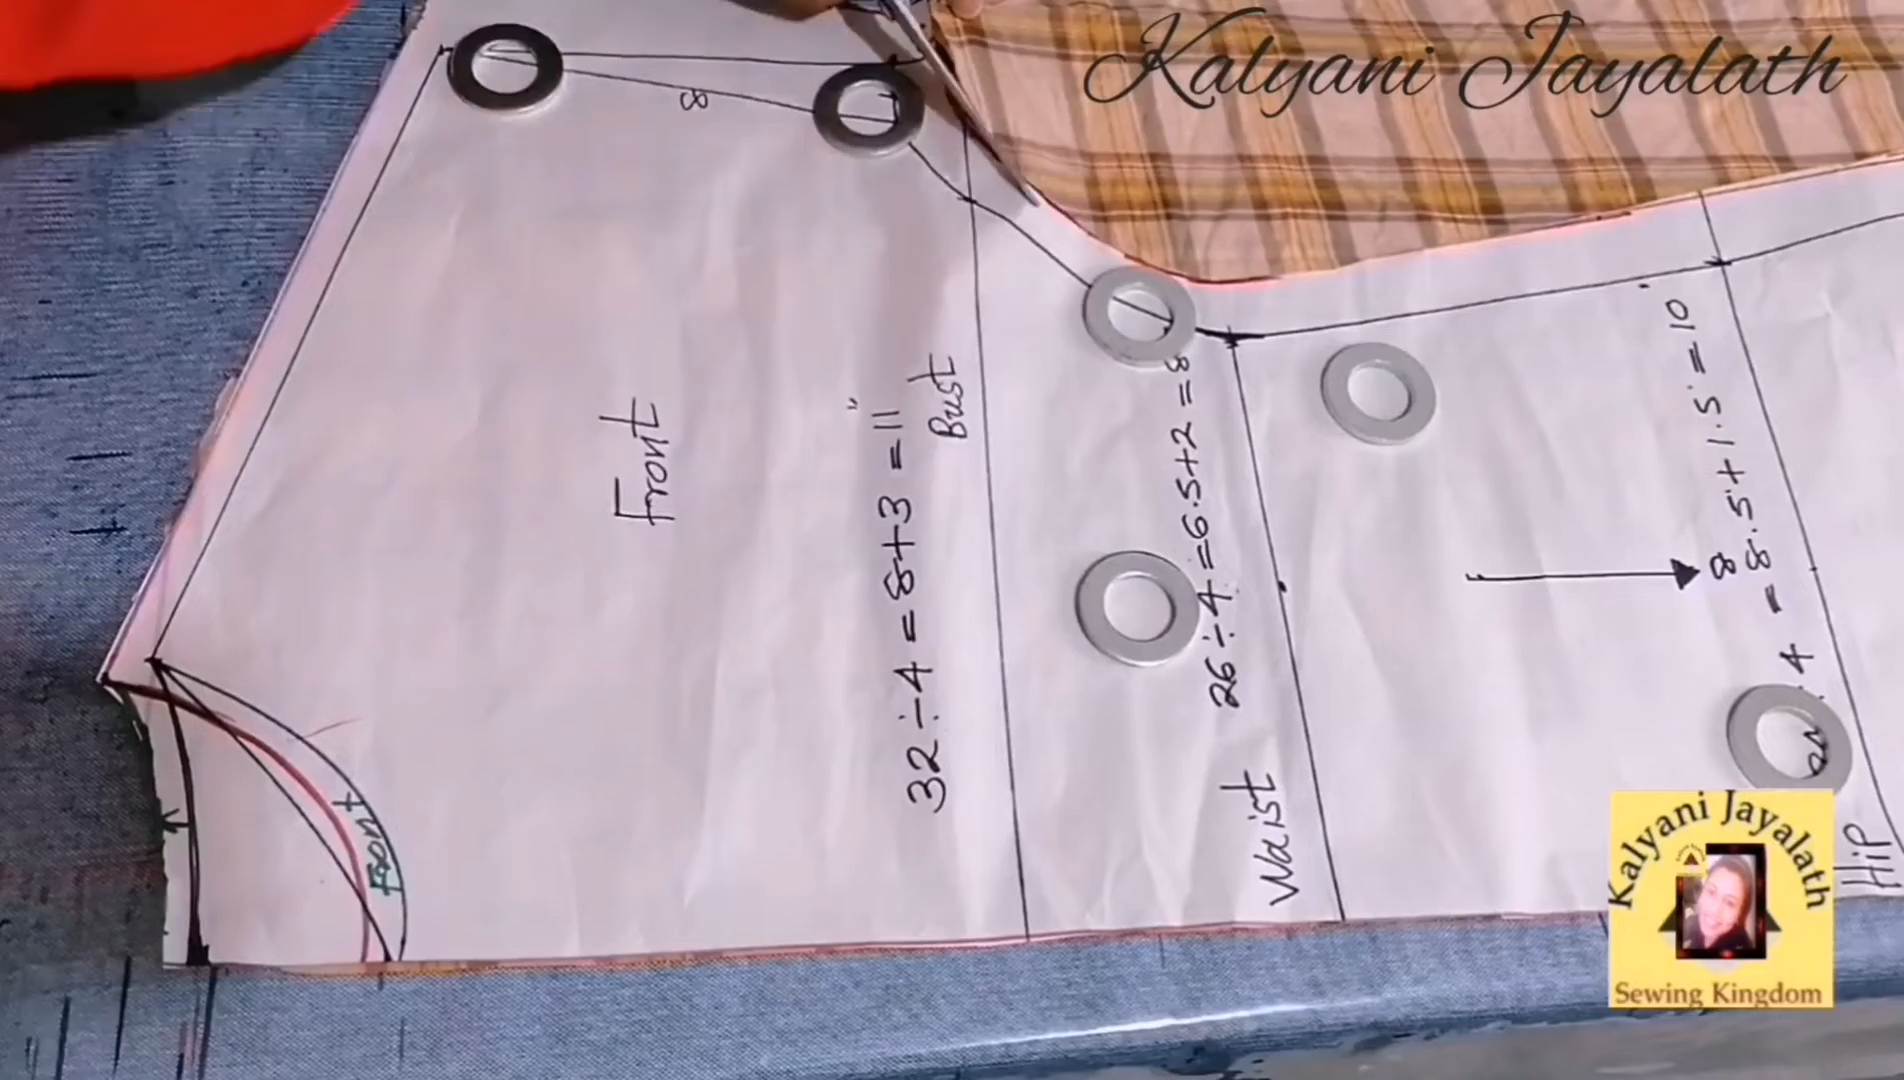 Kalyani Jayalath
8
Front
32÷4=8+3=11"
Bust
26÷4=6.5+2=8
Waist
8
÷4=8.5+1.5=10
Hip
Front
Kalyani Jayalath
Sewing Kingdom